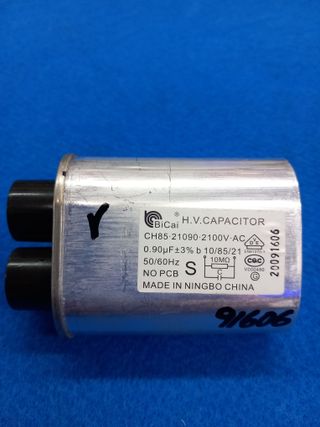 BiCai
H.V.CAPACITOR
CH85·21090·2100V·AC
0.90µF±3% b 10/85/21
50/60Hz
NO PCB
S
10MΩ
C
MADE IN NINGBO CHINA
CQC
20091606
r
91606